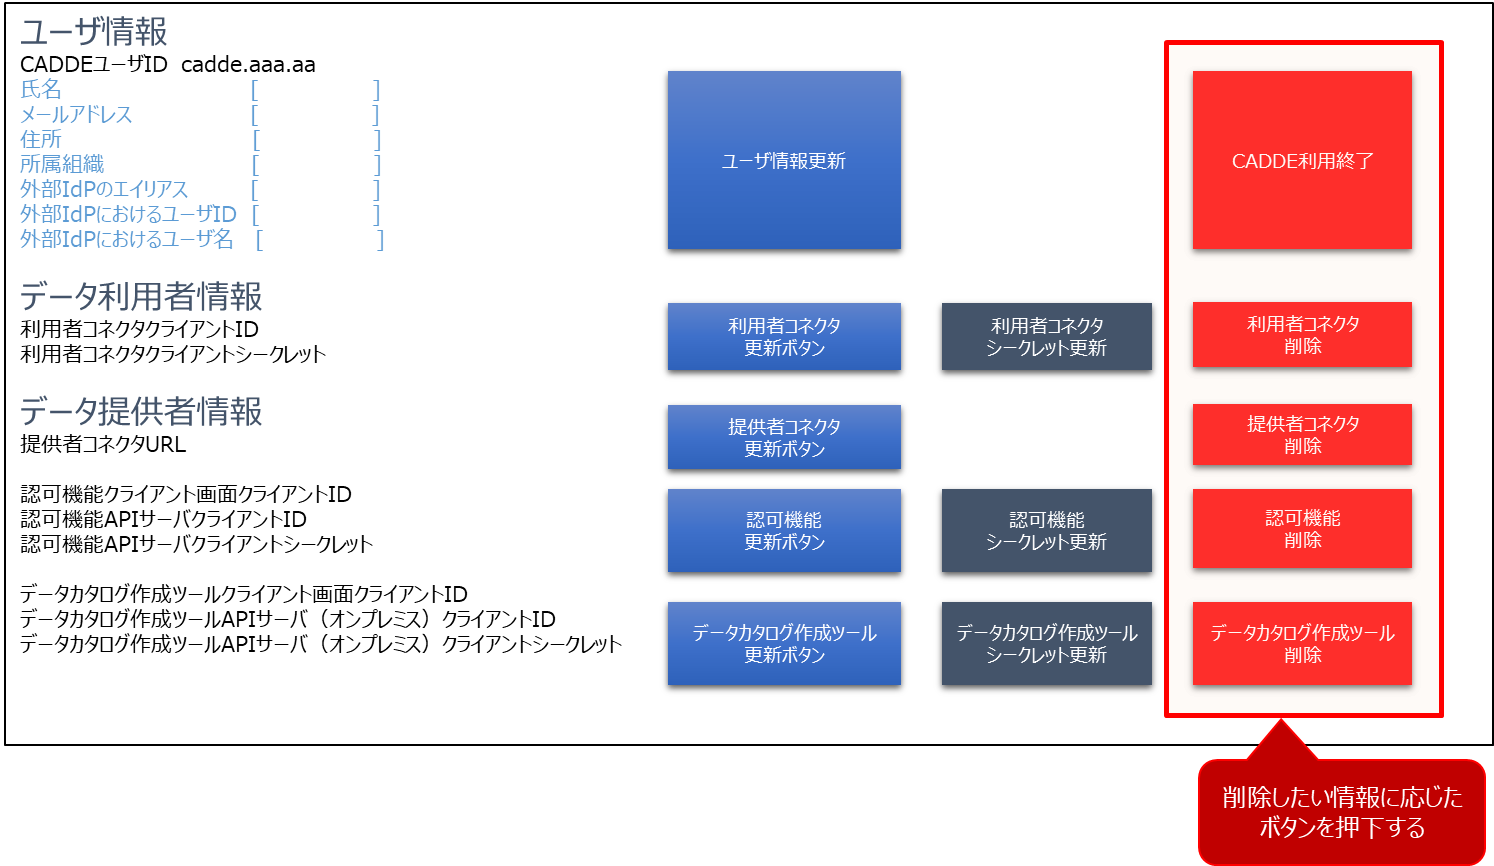 ユーザ情報
CADDEユーザID cadde.aaa.aa
氏名 [ ]
メールアドレス [ ]
住所 [ ]
所属組織 [ ]
外部IdPのエイリアス [ ]
外部IdPにおけるユーザID [ ]
外部IdPにおけるユーザ名 [ ]
ユーザ情報更新
CADDE利用終了
データ利用者情報
利用者コネクタクライアントID
利用者コネクタクライアントシークレット
利用者コネクタ
更新ボタン
利用者コネクタ
シークレット更新
利用者コネクタ
削除
データ提供者情報
提供者コネクタURL
提供者コネクタ
更新ボタン
提供者コネクタ
削除
認可機能クライアント画面クライアントID
認可機能APIサーバクライアントID
認可機能APIサーバクライアントシークレット
認可機能
更新ボタン
認可機能
シークレット更新
認可機能
削除
データカタログ作成ツールクライアント画面クライアントID
データカタログ作成ツールAPIサーバ（オンプレミス）クライアントID
データカタログ作成ツールAPIサーバ（オンプレミス）クライアントシークレット
データカタログ作成ツール
更新ボタン
データカタログ作成ツール
シークレット更新
データカタログ作成ツール
削除
削除したい情報に応じた
ボタンを押下する